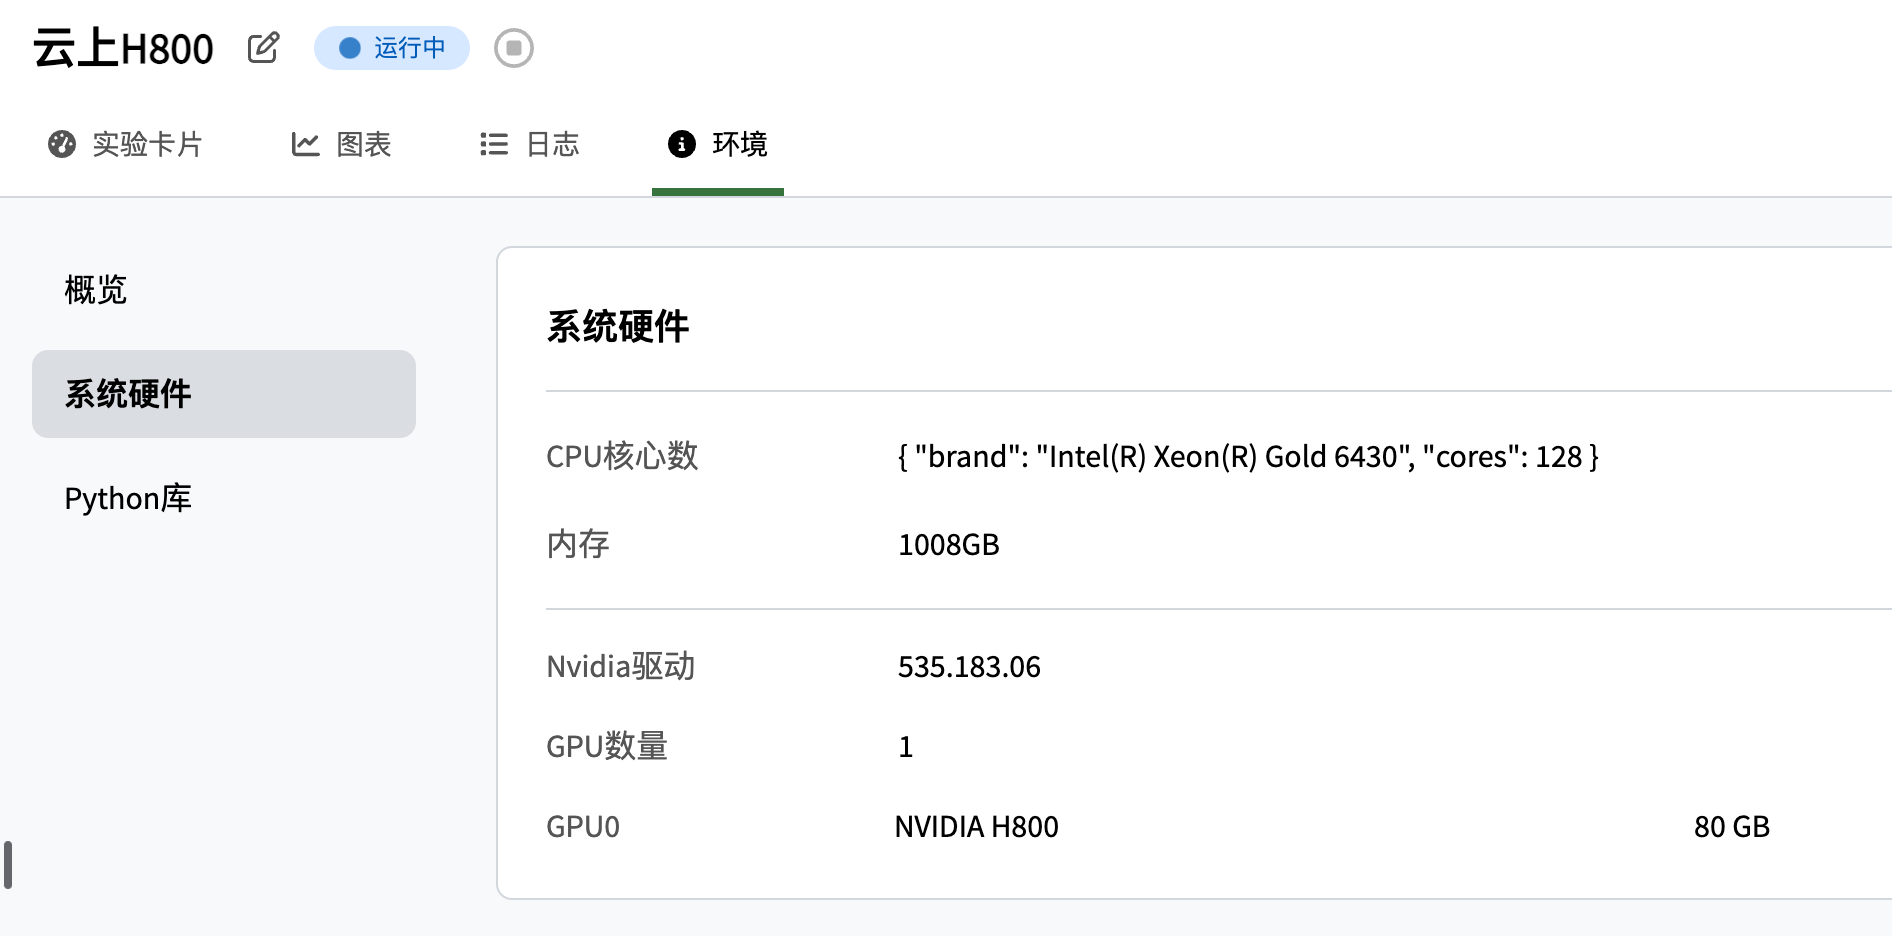 云上H800 运行中
实验卡片 图表 日志 环境
概览
系统硬件
Python库
系统硬件
CPU核心数 { "brand": "Intel(R) Xeon(R) Gold 6430", "cores": 128 }
内存 1008GB
Nvidia驱动 535.183.06
GPU数量 1
GPU0 NVIDIA H800 80 GB